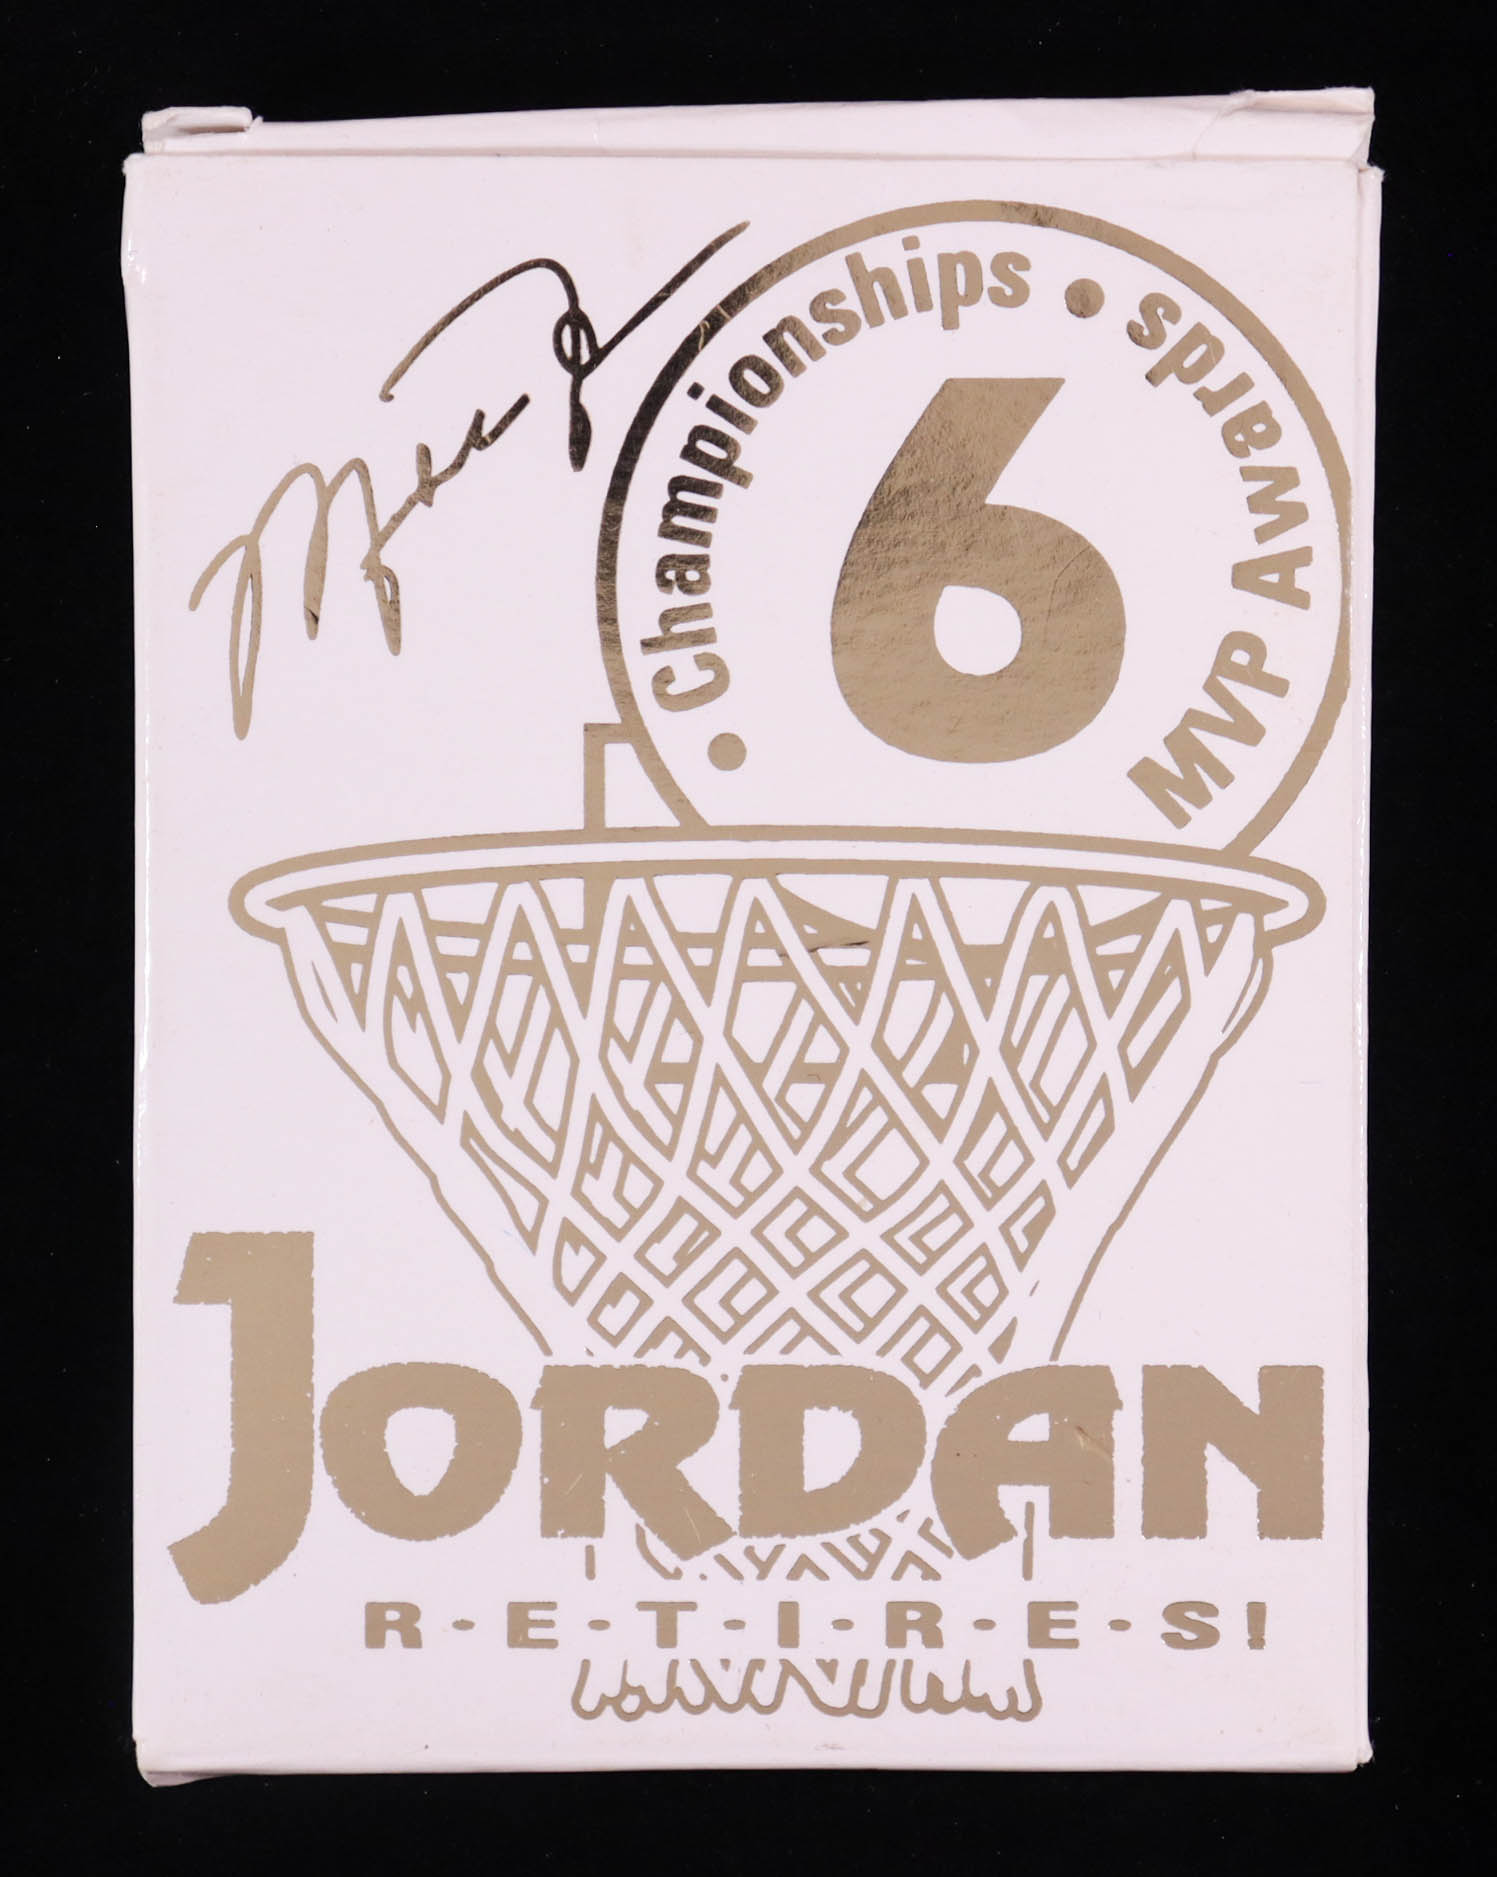 • Championships • MVP Awards
6
JORDAN
R-E-T-I-R-E-S!